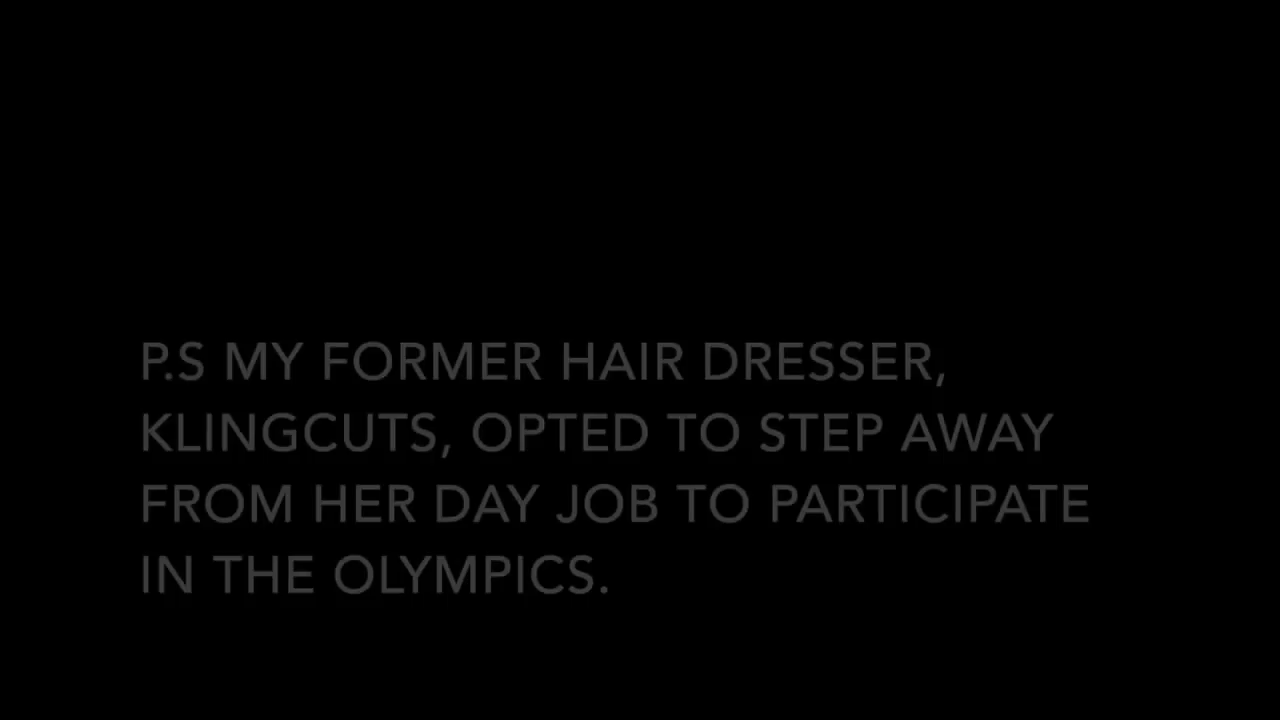 P.S MY FORMER HAIR DRESSER,
KLINGCUTS, OPTED TO STEP AWAY
FROM HER DAY JOB TO PARTICIPATE
IN THE OLYMPICS.